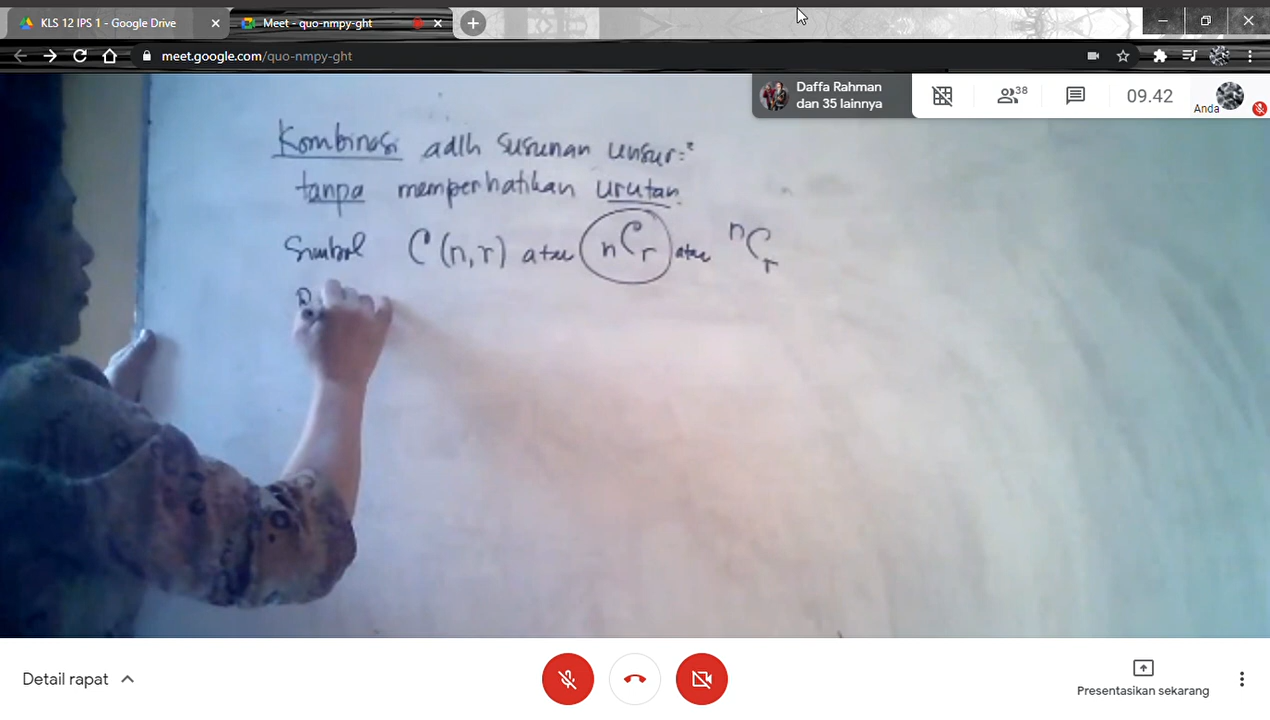 KLS 12 IPS 1 - Google Drive
Meet - quo-nmpy-ght
meet.google.com/quo-nmpy-ght
Daffa Rahman
dan 35 lainnya
38
09.42
Anda
Kombinasi adlh susunan unsur²
tanpa memperhatikan urutan
Simbol C(n,r) atau nCr atau ⁿCr
Detail rapat
Presentasikan sekarang